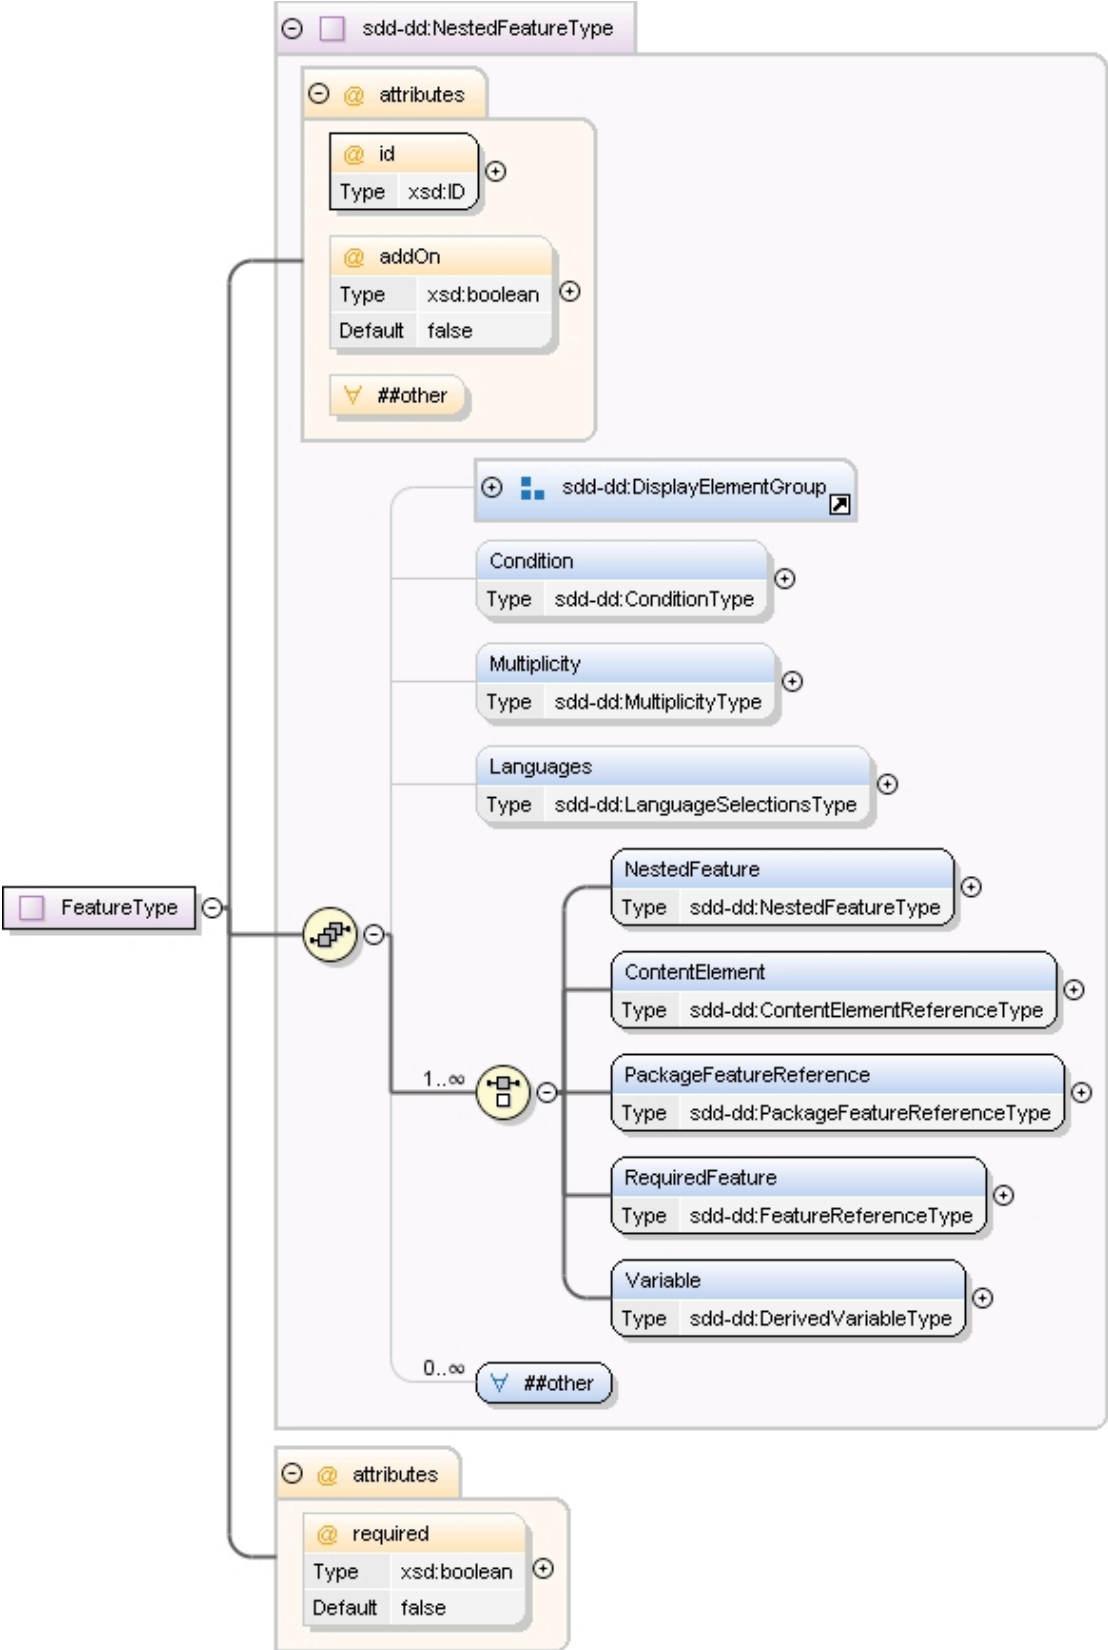 sdd-dd:NestedFeatureType
@ attributes
@ id
Type xsd:ID
@ addOn
Type xsd:boolean
Default false
∀ ##other
sdd-dd:DisplayElementGroup
Condition
Type sdd-dd:ConditionType
Multiplicity
Type sdd-dd:MultiplicityType
Languages
Type sdd-dd:LanguageSelectionsType
FeatureType
NestedFeature
Type sdd-dd:NestedFeatureType
ContentElement
Type sdd-dd:ContentElementReferenceType
1..∞
PackageFeatureReference
Type sdd-dd:PackageFeatureReferenceType
RequiredFeature
Type sdd-dd:FeatureReferenceType
Variable
Type sdd-dd:DerivedVariableType
0..∞
∀ ##other
@ attributes
@ required
Type xsd:boolean
Default false